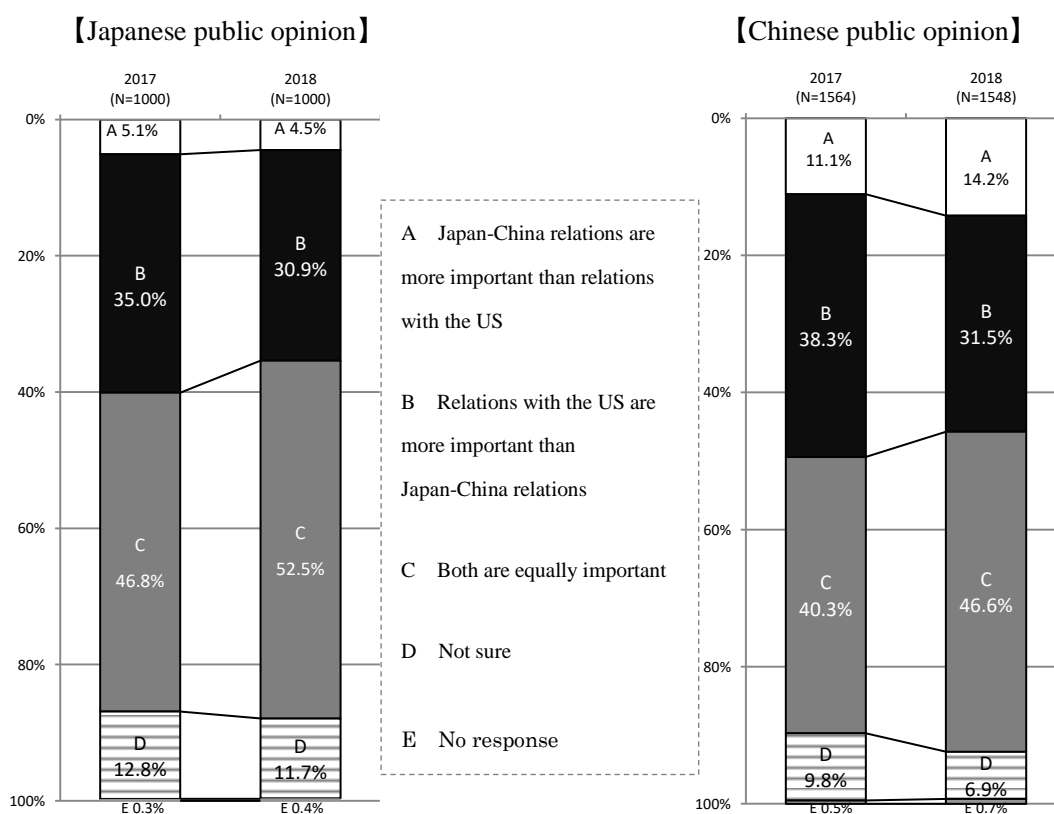 【Japanese public opinion】
2017
(N=1000)
2018
(N=1000)
0%
20%
40%
60%
80%
100%
A 5.1%
B
35.0%
C
46.8%
D
12.8%
E 0.3%
A 4.5%
B
30.9%
C
52.5%
D
11.7%
E 0.4%
A Japan-China relations are
more important than relations
with the US
B Relations with the US are
more important than
Japan-China relations
C Both are equally important
D Not sure
E No response
【Chinese public opinion】
2017
(N=1564)
2018
(N=1548)
0%
20%
40%
60%
80%
100%
A
11.1%
B
38.3%
C
40.3%
D
9.8%
E 0.5%
A
14.2%
B
31.5%
C
46.6%
D
6.9%
E 0.7%